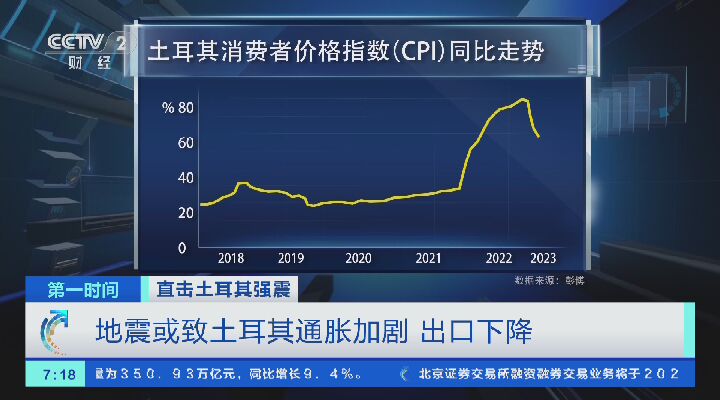 CCTV 2
财经
土耳其消费者价格指数(CPI)同比走势
% 80
60
40
20
0
2018 2019 2020 2021 2022 2023
数据来源：彭博
第一时间
直击土耳其强震
地震或致土耳其通胀加剧 出口下降
7:18
量为350.93万亿元，同比增长9.4%。 北京证券交易所融资融券交易业务将于202